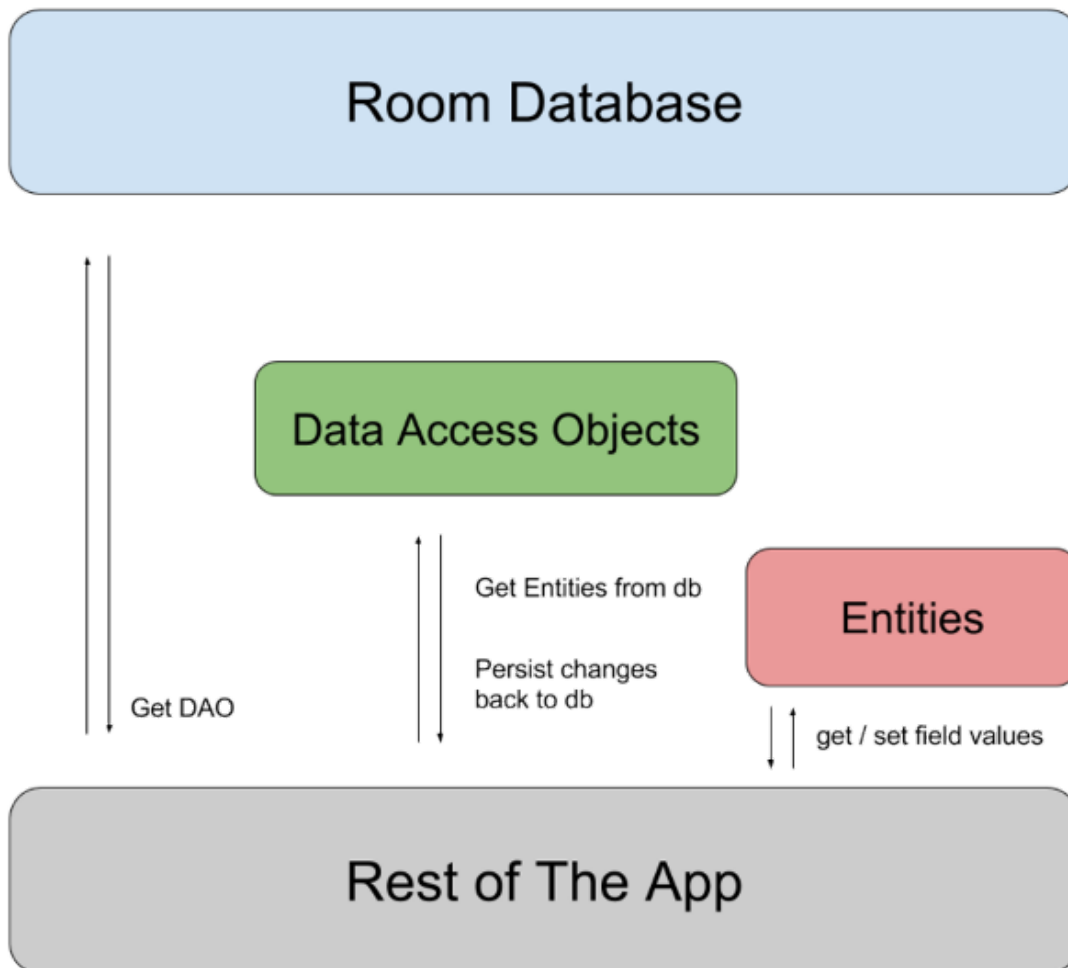 Room Database
Data Access Objects
Get Entities from db
Entities
Persist changes
back to db
Get DAO
get / set field values
Rest of The App